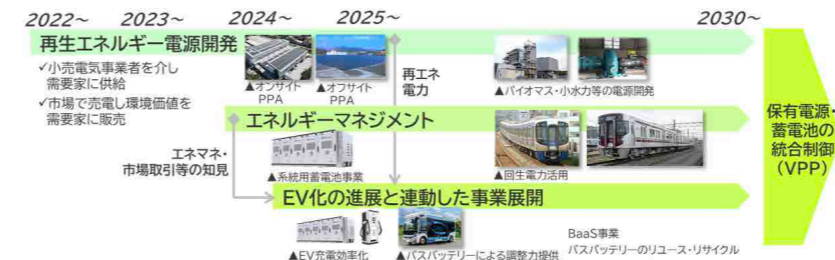 2022～ 2023～ 2024～ 2025～ 2030～
再生エネルギー電源開発
✓小売電気事業者を介し
需要家に供給
✓市場で売電し環境価値を
需要家に販売
▲オンサイト
PPA
▲オフサイト
PPA
再エネ
電力
▲バイオマス・小水力等の電源開発
エネルギーマネジメント
エネマネ・
市場取引等の知見
▲系統用蓄電池事業
▲回生電力活用
EV化の進展と連動した事業展開
▲EV充電効率化
▲バスバッテリーによる調整力提供
BaaS事業
バスバッテリーのリユース・リサイクル
保有電源・
蓄電池の
統合制御
（VPP）